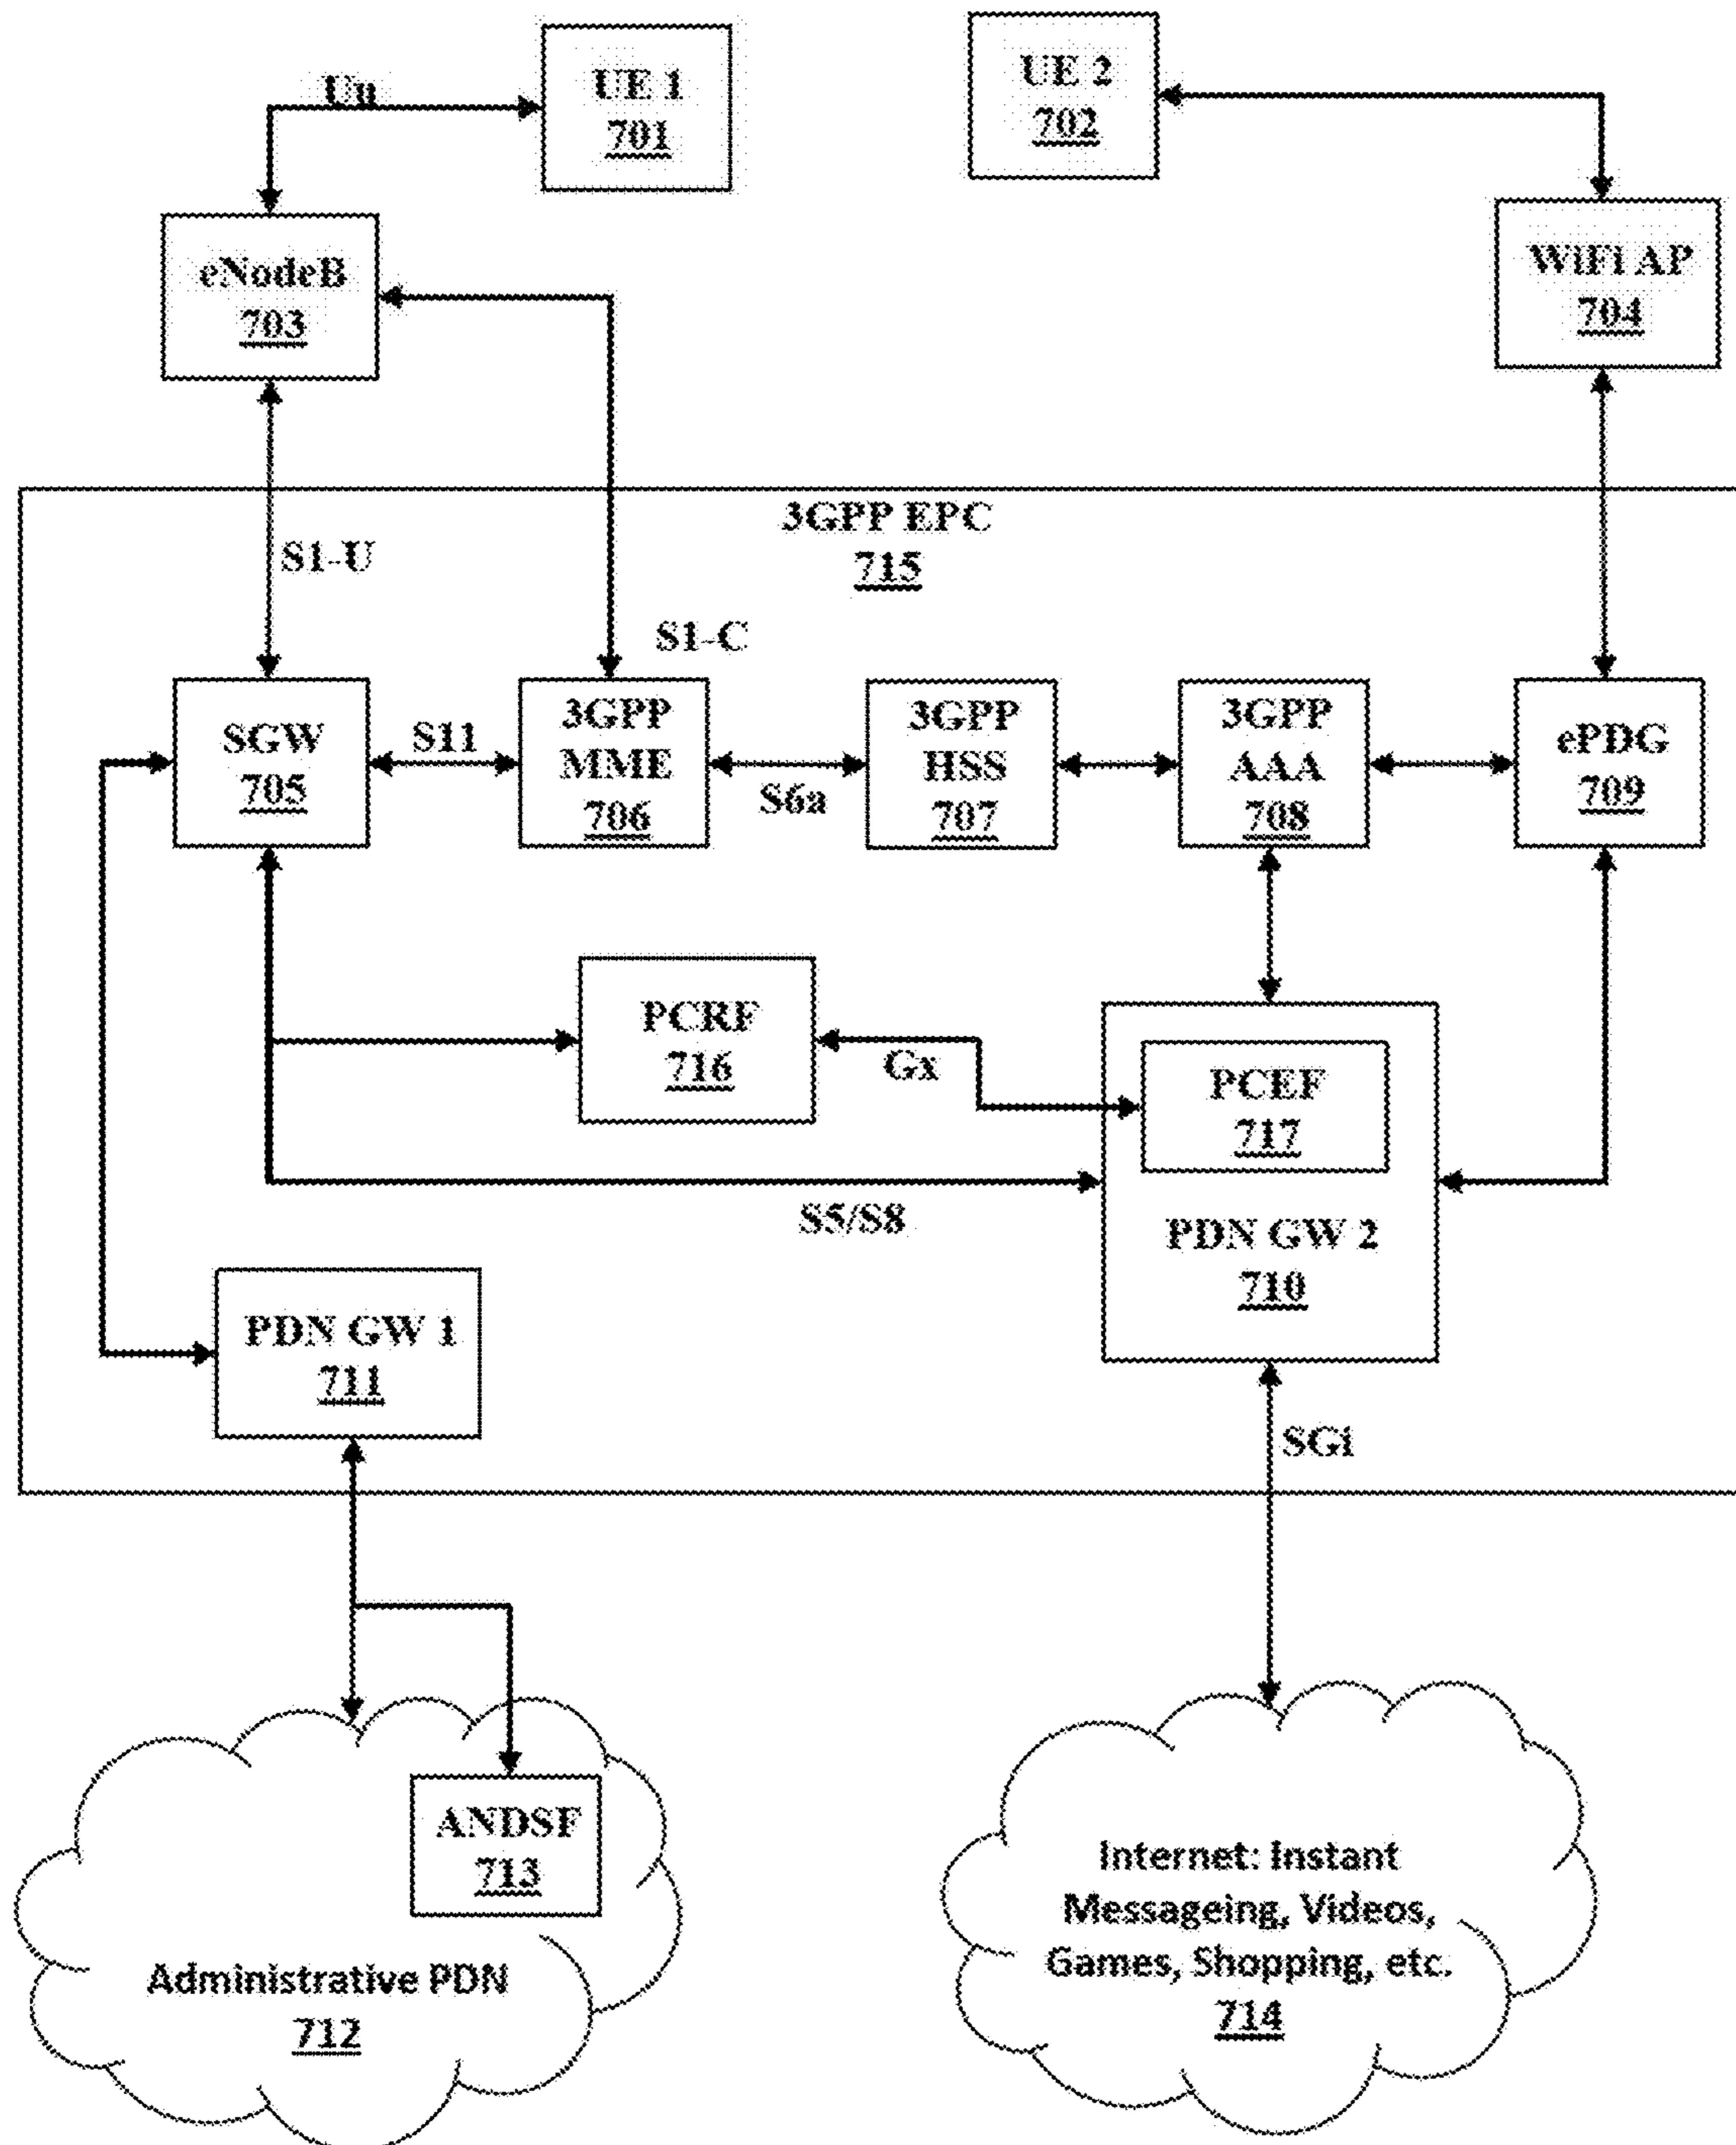 UE 1
701
UE 2
702
Uu
eNodeB
703
WiFi AP
704
3GPP EPC
715
S1-U
S1-C
SGW
705
S11
3GPP
MME
706
S6a
3GPP
HSS
707
3GPP
AAA
708
ePDG
709
PCRF
716
Gx
PCEF
717
S5/S8
PDN GW 2
710
PDN GW 1
711
SGi
ANDSF
713
Administrative PDN
712
Internet: Instant
Messageing, Videos,
Games, Shopping, etc.
714